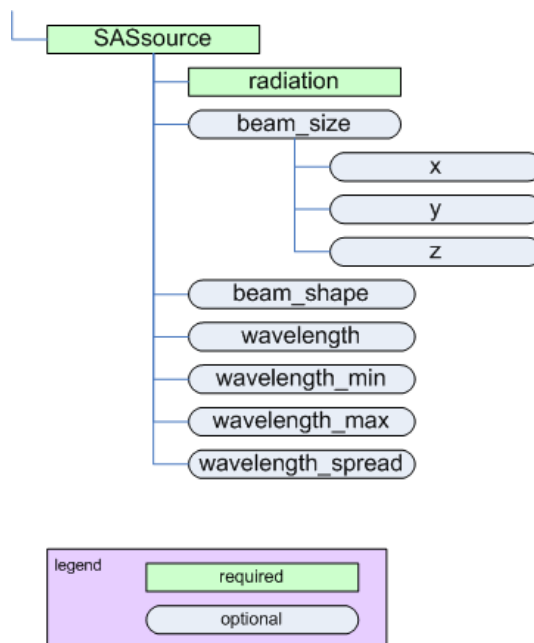 SASsource
radiation
beam_size
x
y
z
beam_shape
wavelength
wavelength_min
wavelength_max
wavelength_spread
legend
required
optional